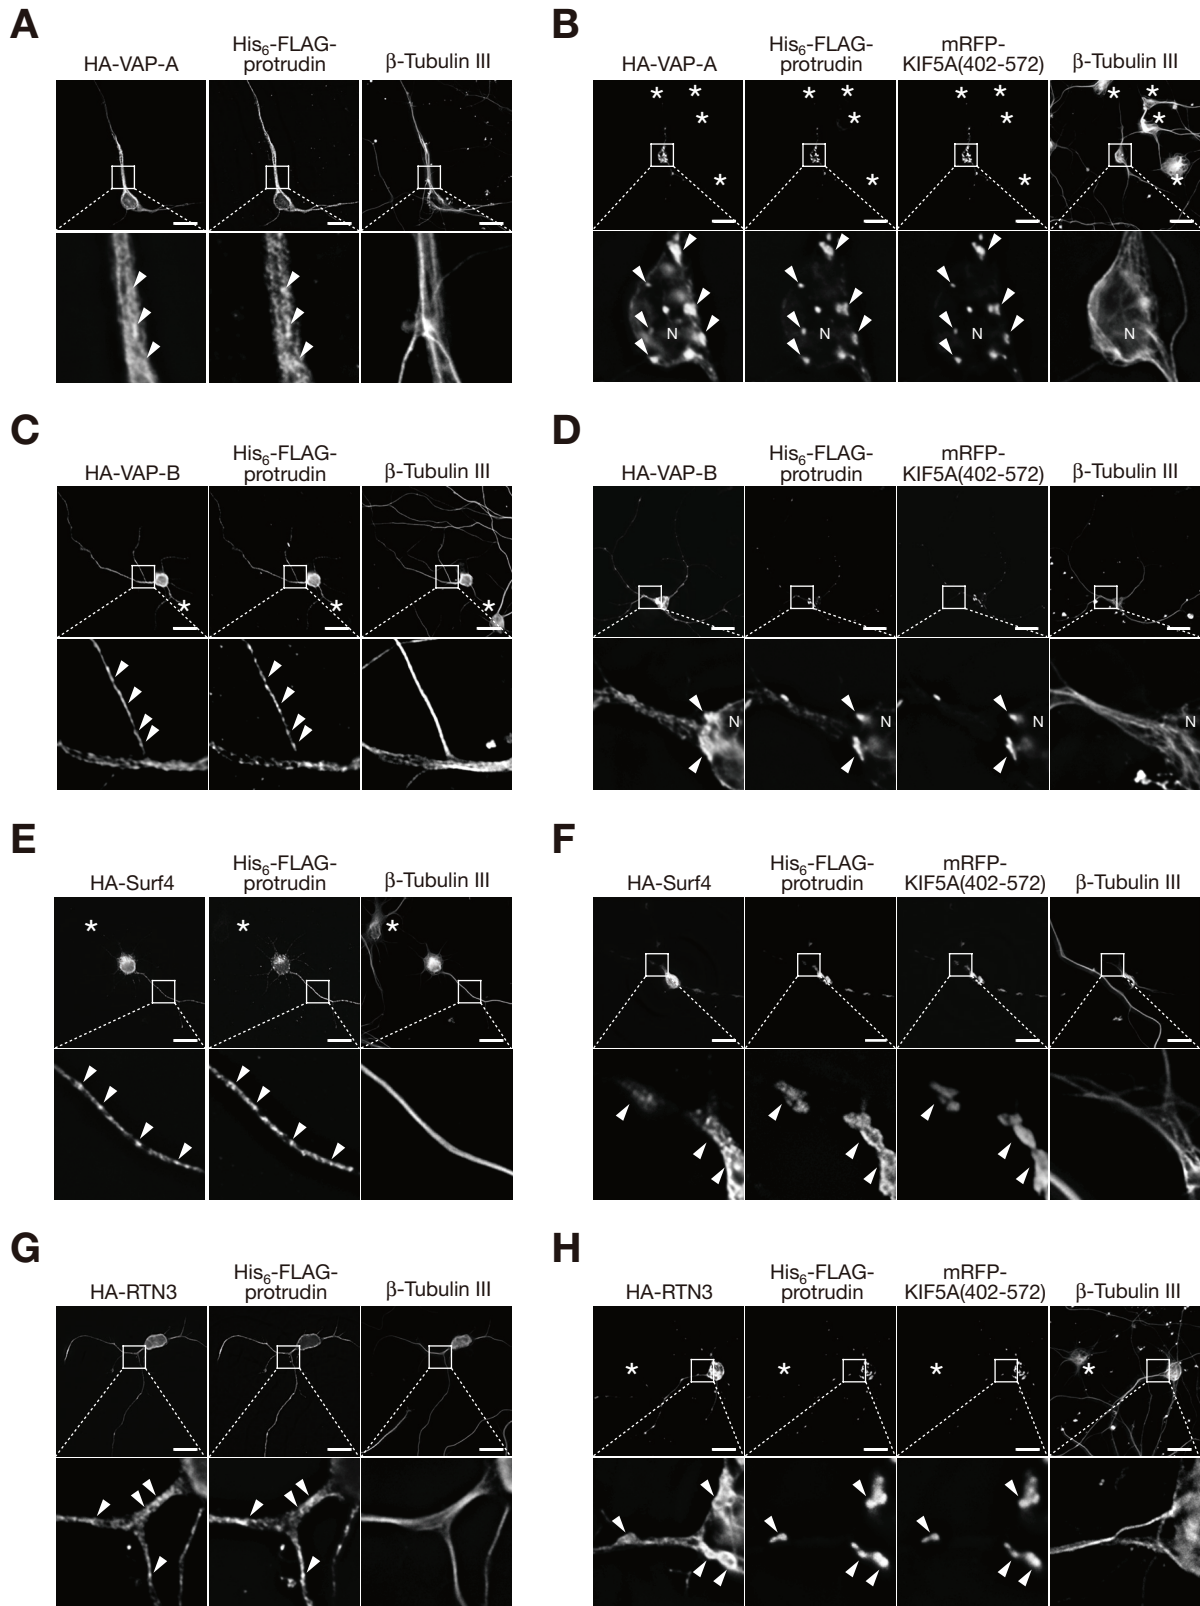 A
HA-VAP-A
His6-FLAG-
protrudin
β-Tubulin III
B
HA-VAP-A
His6-FLAG-
protrudin
mRFP-
KIF5A(402-572)
β-Tubulin III
* * * * * * * * * * * * * * * *
N N N N
C
HA-VAP-B
His6-FLAG-
protrudin
β-Tubulin III
* * *
D
HA-VAP-B
His6-FLAG-
protrudin
mRFP-
KIF5A(402-572)
β-Tubulin III
N N N N
E
HA-Surf4
His6-FLAG-
protrudin
β-Tubulin III
* * *
F
HA-Surf4
His6-FLAG-
protrudin
mRFP-
KIF5A(402-572)
β-Tubulin III
G
HA-RTN3
His6-FLAG-
protrudin
β-Tubulin III
H
HA-RTN3
His6-FLAG-
protrudin
mRFP-
KIF5A(402-572)
β-Tubulin III
* * * *